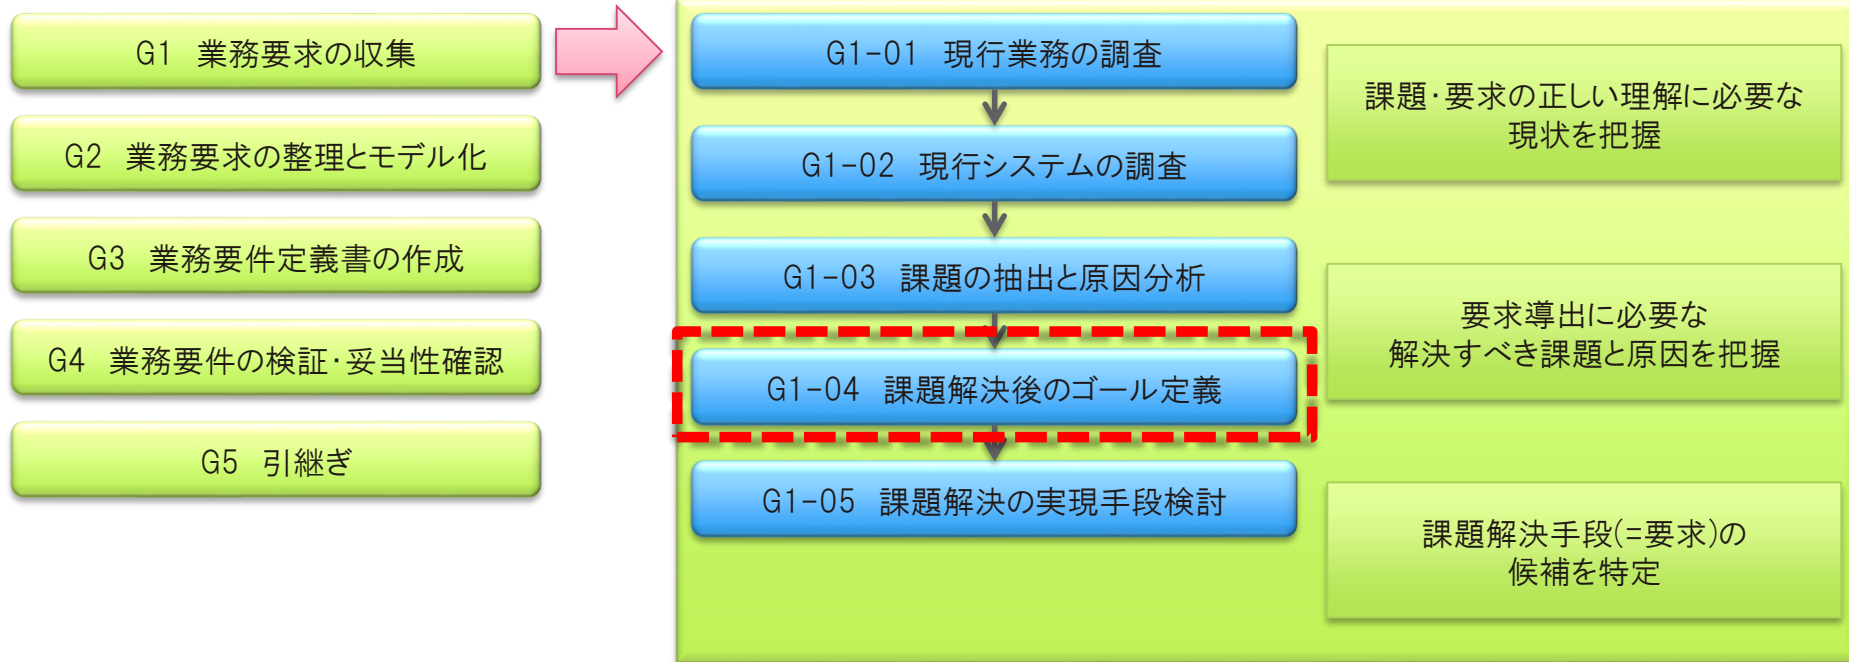 G1 業務要求の収集
G2 業務要求の整理とモデル化
G3 業務要件定義書の作成
G4 業務要件の検証・妥当性確認
G5 引継ぎ
G1-01 現行業務の調査
G1-02 現行システムの調査
G1-03 課題の抽出と原因分析
G1-04 課題解決後のゴール定義
G1-05 課題解決の実現手段検討
課題・要求の正しい理解に必要な
現状を把握
要求導出に必要な
解決すべき課題と原因を把握
課題解決手段(=要求)の
候補を特定